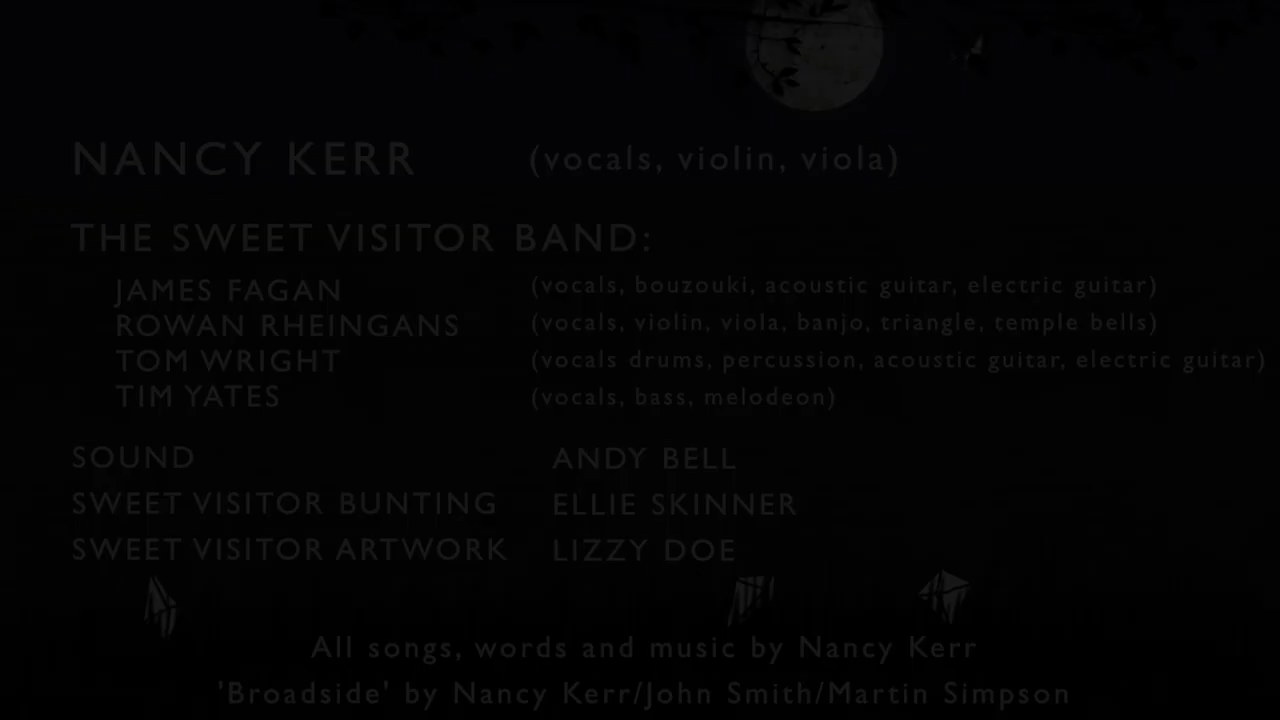 NANCY KERR (vocals, violin, viola)
THE SWEET VISITOR BAND:
JAMES FAGAN (vocals, bouzouki, acoustic guitar, electric guitar)
ROWAN RHEINGANS (vocals, violin, viola, banjo, triangle, temple bells)
TOM WRIGHT (vocals drums, percussion, acoustic guitar, electric guitar)
TIM YATES (vocals, bass, melodeon)
SOUND ANDY BELL
SWEET VISITOR BUNTING ELLIE SKINNER
SWEET VISITOR ARTWORK LIZZY DOE
All songs, words and music by Nancy Kerr
'Broadside' by Nancy Kerr/John Smith/Martin Simpson